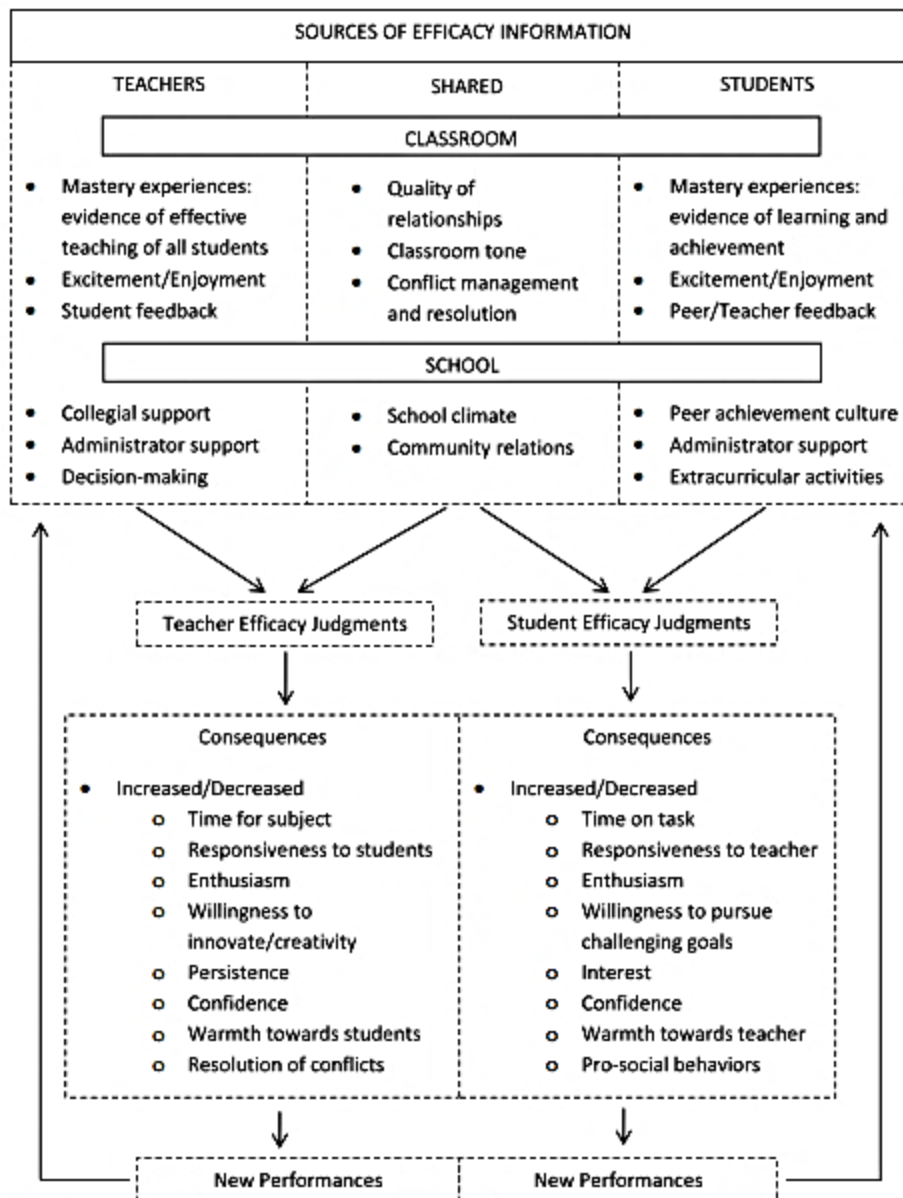 SOURCES OF EFFICACY INFORMATION
TEACHERS
SHARED
STUDENTS
CLASSROOM
• Mastery experiences:
evidence of effective
teaching of all students
• Excitement/Enjoyment
• Student feedback
• Quality of
relationships
• Classroom tone
• Conflict management
and resolution
• Mastery experiences:
evidence of learning and
achievement
• Excitement/Enjoyment
• Peer/Teacher feedback
SCHOOL
• Collegial support
• Administrator support
• Decision-making
• School climate
• Community relations
• Peer achievement culture
• Administrator support
• Extracurricular activities
Teacher Efficacy Judgments
Student Efficacy Judgments
Consequences
• Increased/Decreased
o Time for subject
o Responsiveness to students
o Enthusiasm
o Willingness to
innovate/creativity
o Persistence
o Confidence
o Warmth towards students
o Resolution of conflicts
Consequences
• Increased/Decreased
o Time on task
o Responsiveness to teacher
o Enthusiasm
o Willingness to pursue
challenging goals
o Interest
o Confidence
o Warmth towards teacher
o Pro-social behaviors
New Performances
New Performances